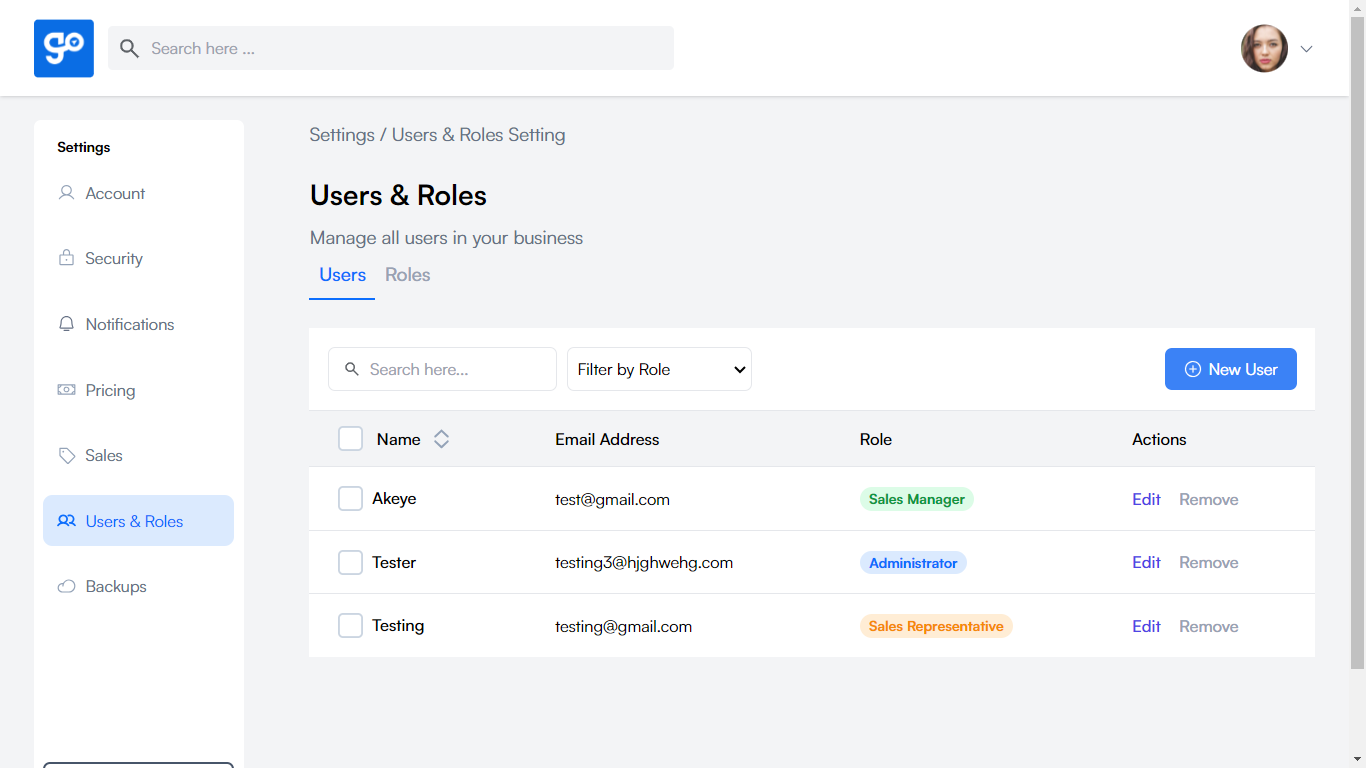 go
Search here ...
Settings
Account
Security
Notifications
Pricing
Sales
Users & Roles
Backups
Settings / Users & Roles Setting
Users & Roles
Manage all users in your business
Users Roles
Search here... Filter by Role New User
Name Email Address Role Actions
Akeye test@gmail.com Sales Manager Edit Remove
Tester testing3@hjghwehg.com Administrator Edit Remove
Testing testing@gmail.com Sales Representative Edit Remove